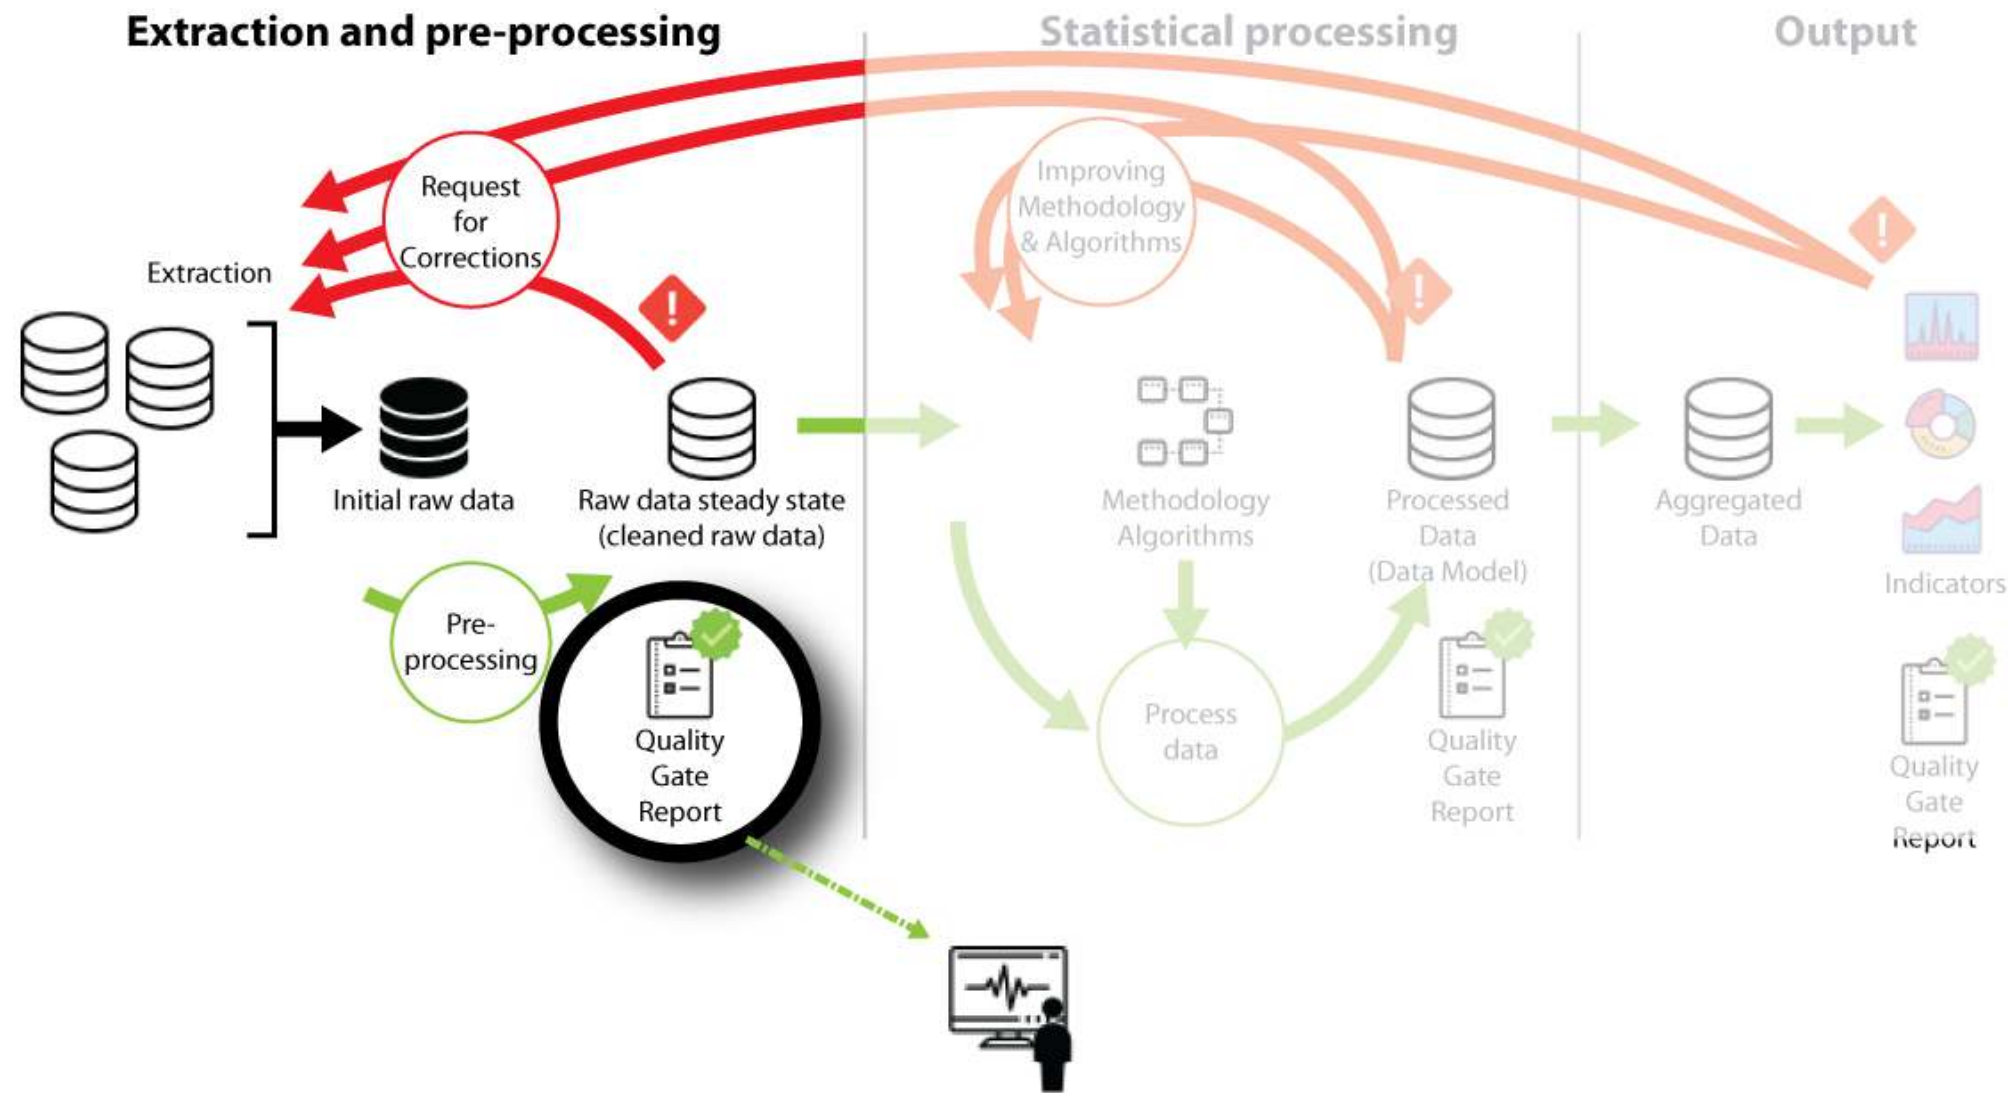 Extraction and pre-processing
Statistical processing
Output
Request
for
Corrections
Improving
Methodology
& Algorithms
!
!
!
Extraction
Initial raw data
Raw data steady state
(cleaned raw data)
Methodology
Algorithms
Processed
Data
(Data Model)
Aggregated
Data
Indicators
Pre-
processing
Quality
Gate
Report
Process
data
Quality
Gate
Report
Quality
Gate
Report